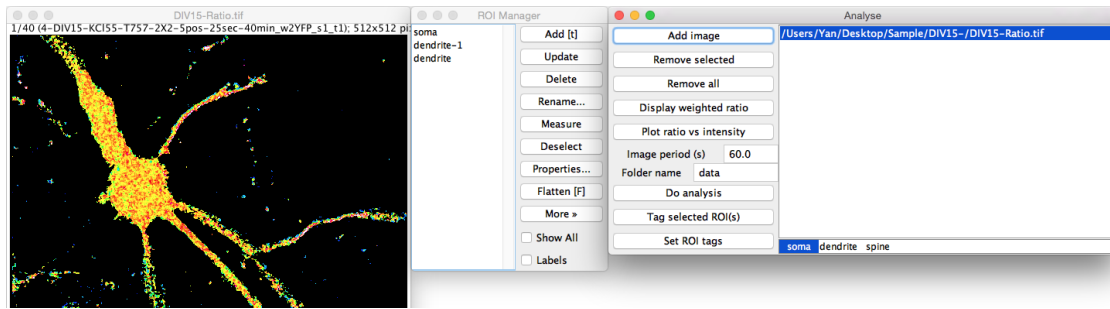 DIV15-Ratio.tif
1/40 (4-DIV15-KCl55-T757-2X2-5pos-25sec-40min_w2YFP_s1_t1); 512x512 pi
ROI Manager
soma
dendrite-1
dendrite
Add [t]
Update
Delete
Rename...
Measure
Deselect
Properties...
Flatten [F]
More »
Show All
Labels
Analyse
Add image
Remove selected
Remove all
Display weighted ratio
Plot ratio vs intensity
Image period (s) 60.0
Folder name data
Do analysis
Tag selected ROI(s)
Set ROI tags
/Users/Yan/Desktop/Sample/DIV15-/DIV15-Ratio.tif
soma dendrite spine